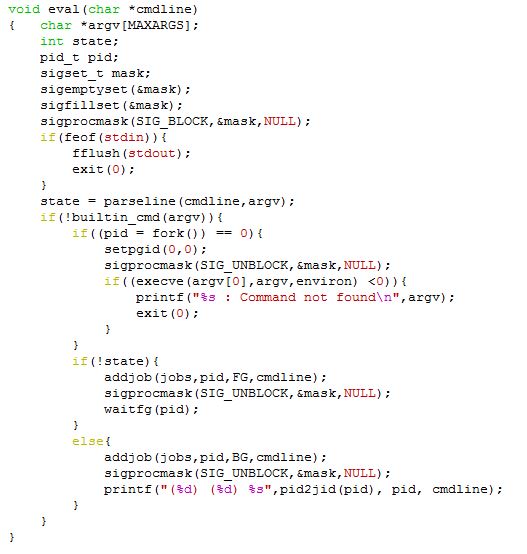 void eval(char *cmdline)
{   char *argv[MAXARGS];
    int state;
    pid_t pid;
    sigset_t mask;
    sigemptyset(&mask);
    sigfillset(&mask);
    sigprocmask(SIG_BLOCK,&mask,NULL);
    if(feof(stdin)){
        fflush(stdout);
        exit(0);
    }
    state = parseline(cmdline,argv);
    if(!builtin_cmd(argv)){
        if((pid = fork()) == 0){
            setpgid(0,0);
            sigprocmask(SIG_UNBLOCK,&mask,NULL);
            if((execve(argv[0],argv,environ) <0)){
                printf("%s : Command not found\n",argv);
                exit(0);
            }
        }
        if(!state){
            addjob(jobs,pid,FG,cmdline);
            sigprocmask(SIG_UNBLOCK,&mask,NULL);
            waitfg(pid);
        }
        else{
            addjob(jobs,pid,BG,cmdline);
            sigprocmask(SIG_UNBLOCK,&mask,NULL);
            printf("(%d) (%d) %s",pid2jid(pid), pid, cmdline);
        }
    }
}